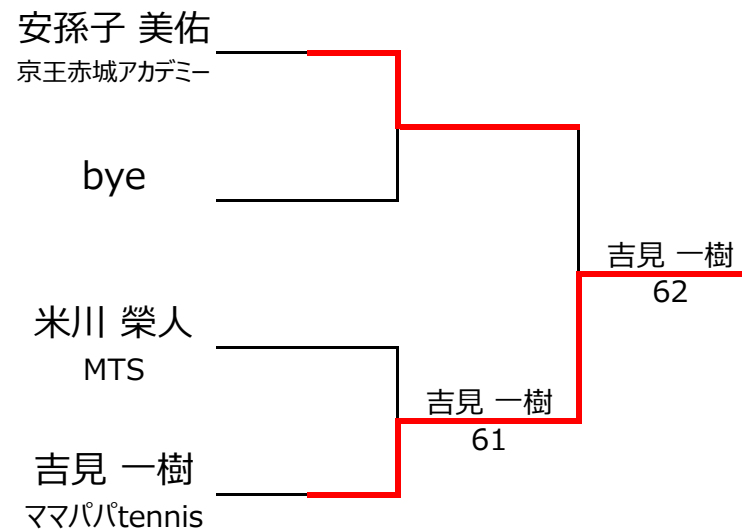 安孫子 美佑
京王赤城アカデミー
bye
吉見 一樹
62
米川 榮人
MTS
吉見 一樹
61
吉見 一樹
ママパパtennis